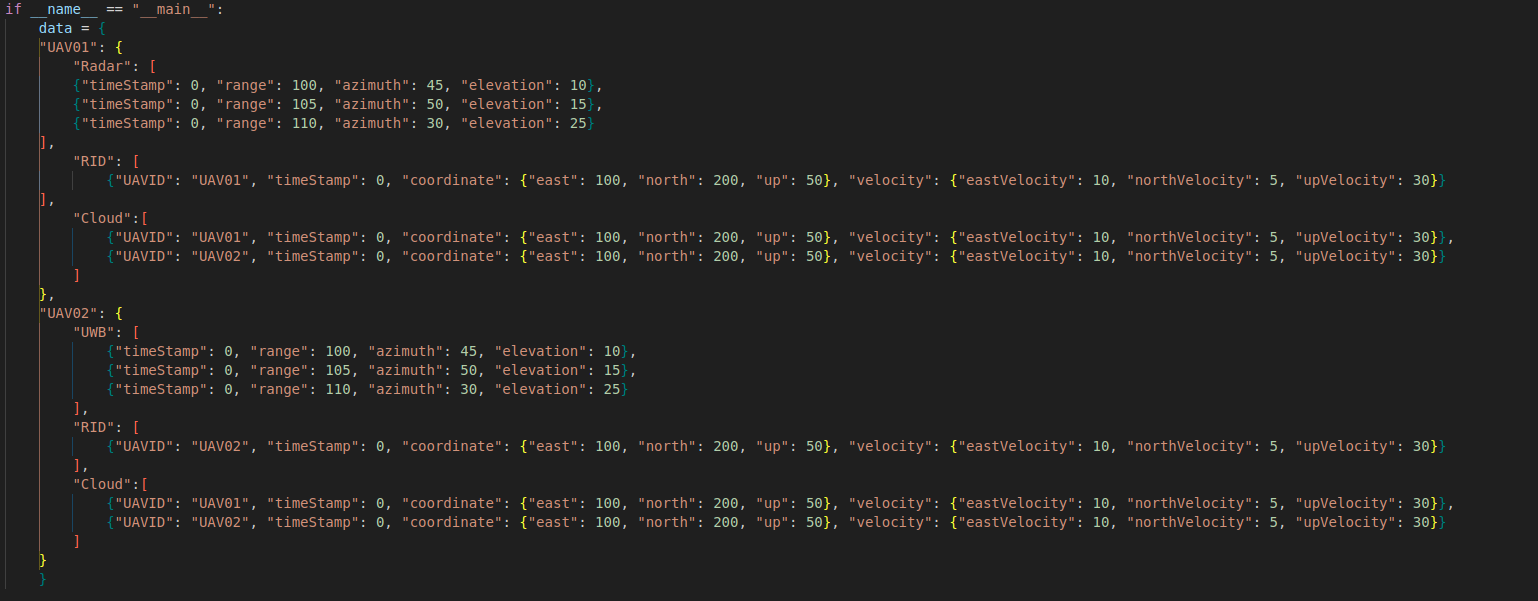 if __name__ == "__main__":
    data = {
    "UAV01": {
        "Radar": [
        {"timeStamp": 0, "range": 100, "azimuth": 45, "elevation": 10},
        {"timeStamp": 0, "range": 105, "azimuth": 50, "elevation": 15},
        {"timeStamp": 0, "range": 110, "azimuth": 30, "elevation": 25}
    ],
        "RID": [
            {"UAVID": "UAV01", "timeStamp": 0, "coordinate": {"east": 100, "north": 200, "up": 50}, "velocity": {"eastVelocity": 10, "northVelocity": 5, "upVelocity": 30}}
    ],
        "Cloud":[
            {"UAVID": "UAV01", "timeStamp": 0, "coordinate": {"east": 100, "north": 200, "up": 50}, "velocity": {"eastVelocity": 10, "northVelocity": 5, "upVelocity": 30}},
            {"UAVID": "UAV02", "timeStamp": 0, "coordinate": {"east": 100, "north": 200, "up": 50}, "velocity": {"eastVelocity": 10, "northVelocity": 5, "upVelocity": 30}}
        ]
    },
    "UAV02": {
        "UWB": [
            {"timeStamp": 0, "range": 100, "azimuth": 45, "elevation": 10},
            {"timeStamp": 0, "range": 105, "azimuth": 50, "elevation": 15},
            {"timeStamp": 0, "range": 110, "azimuth": 30, "elevation": 25}
        ],
        "RID": [
            {"UAVID": "UAV02", "timeStamp": 0, "coordinate": {"east": 100, "north": 200, "up": 50}, "velocity": {"eastVelocity": 10, "northVelocity": 5, "upVelocity": 30}}
        ],
        "Cloud":[
            {"UAVID": "UAV01", "timeStamp": 0, "coordinate": {"east": 100, "north": 200, "up": 50}, "velocity": {"eastVelocity": 10, "northVelocity": 5, "upVelocity": 30}},
            {"UAVID": "UAV02", "timeStamp": 0, "coordinate": {"east": 100, "north": 200, "up": 50}, "velocity": {"eastVelocity": 10, "northVelocity": 5, "upVelocity": 30}}
        ]
    }
    }